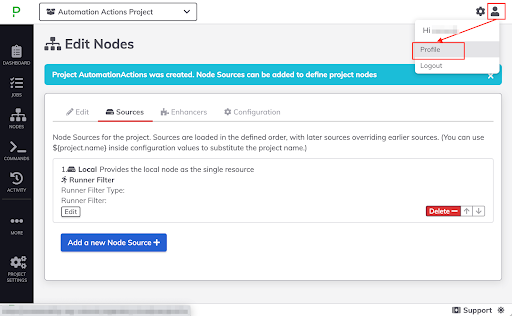 Automation Actions Project
Hi
Profile
Logout
DASHBOARD
JOBS
NODES
COMMANDS
ACTIVITY
MORE
PROJECT
SETTINGS
Edit Nodes
Project AutomationActions was created. Node Sources can be added to define project nodes
x
Edit
Sources
Enhancers
Configuration
Node Sources for the project. Sources are loaded in the defined order, with later sources overriding earlier sources. (You can use
${project.name} inside configuration values to substitute the project name.)
1. Local Provides the local node as the single resource
Runner Filter
Runner Filter Type:
Runner Filter:
Edit
Delete
Add a new Node Source +
Support